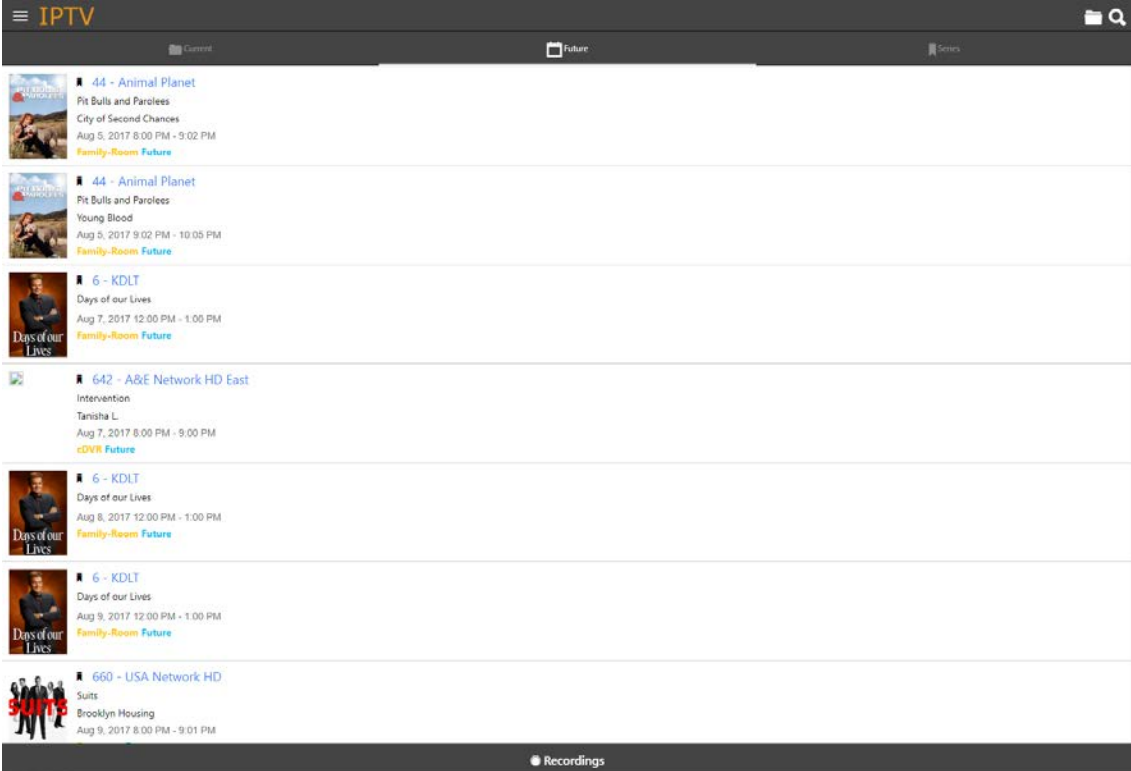 IPTV
Current
Future
Series
44 - Animal Planet
Pit Bulls and Parolees
City of Second Chances
Aug 5, 2017 8:00 PM - 9:02 PM
Family-Room Future
44 - Animal Planet
Pit Bulls and Parolees
Young Blood
Aug 5, 2017 9:02 PM - 10:05 PM
Family-Room Future
6 - KDLT
Days of our Lives
Aug 7, 2017 12:00 PM - 1:00 PM
Family-Room Future
Days of our
Lives
642 - A&E Network HD East
Intervention
Tanisha L.
Aug 7, 2017 8:00 PM - 9:00 PM
cDVR Future
6 - KDLT
Days of our Lives
Aug 8, 2017 12:00 PM - 1:00 PM
Family-Room Future
Days of our
Lives
6 - KDLT
Days of our Lives
Aug 9, 2017 12:00 PM - 1:00 PM
Family-Room Future
Days of our
Lives
660 - USA Network HD
Suits
SUITS
Brooklyn Housing
Aug 9, 2017 8:00 PM - 9:01 PM
Recordings